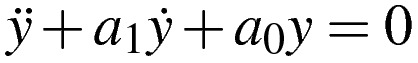 ÿ + a₁ẏ + a₀y = 0